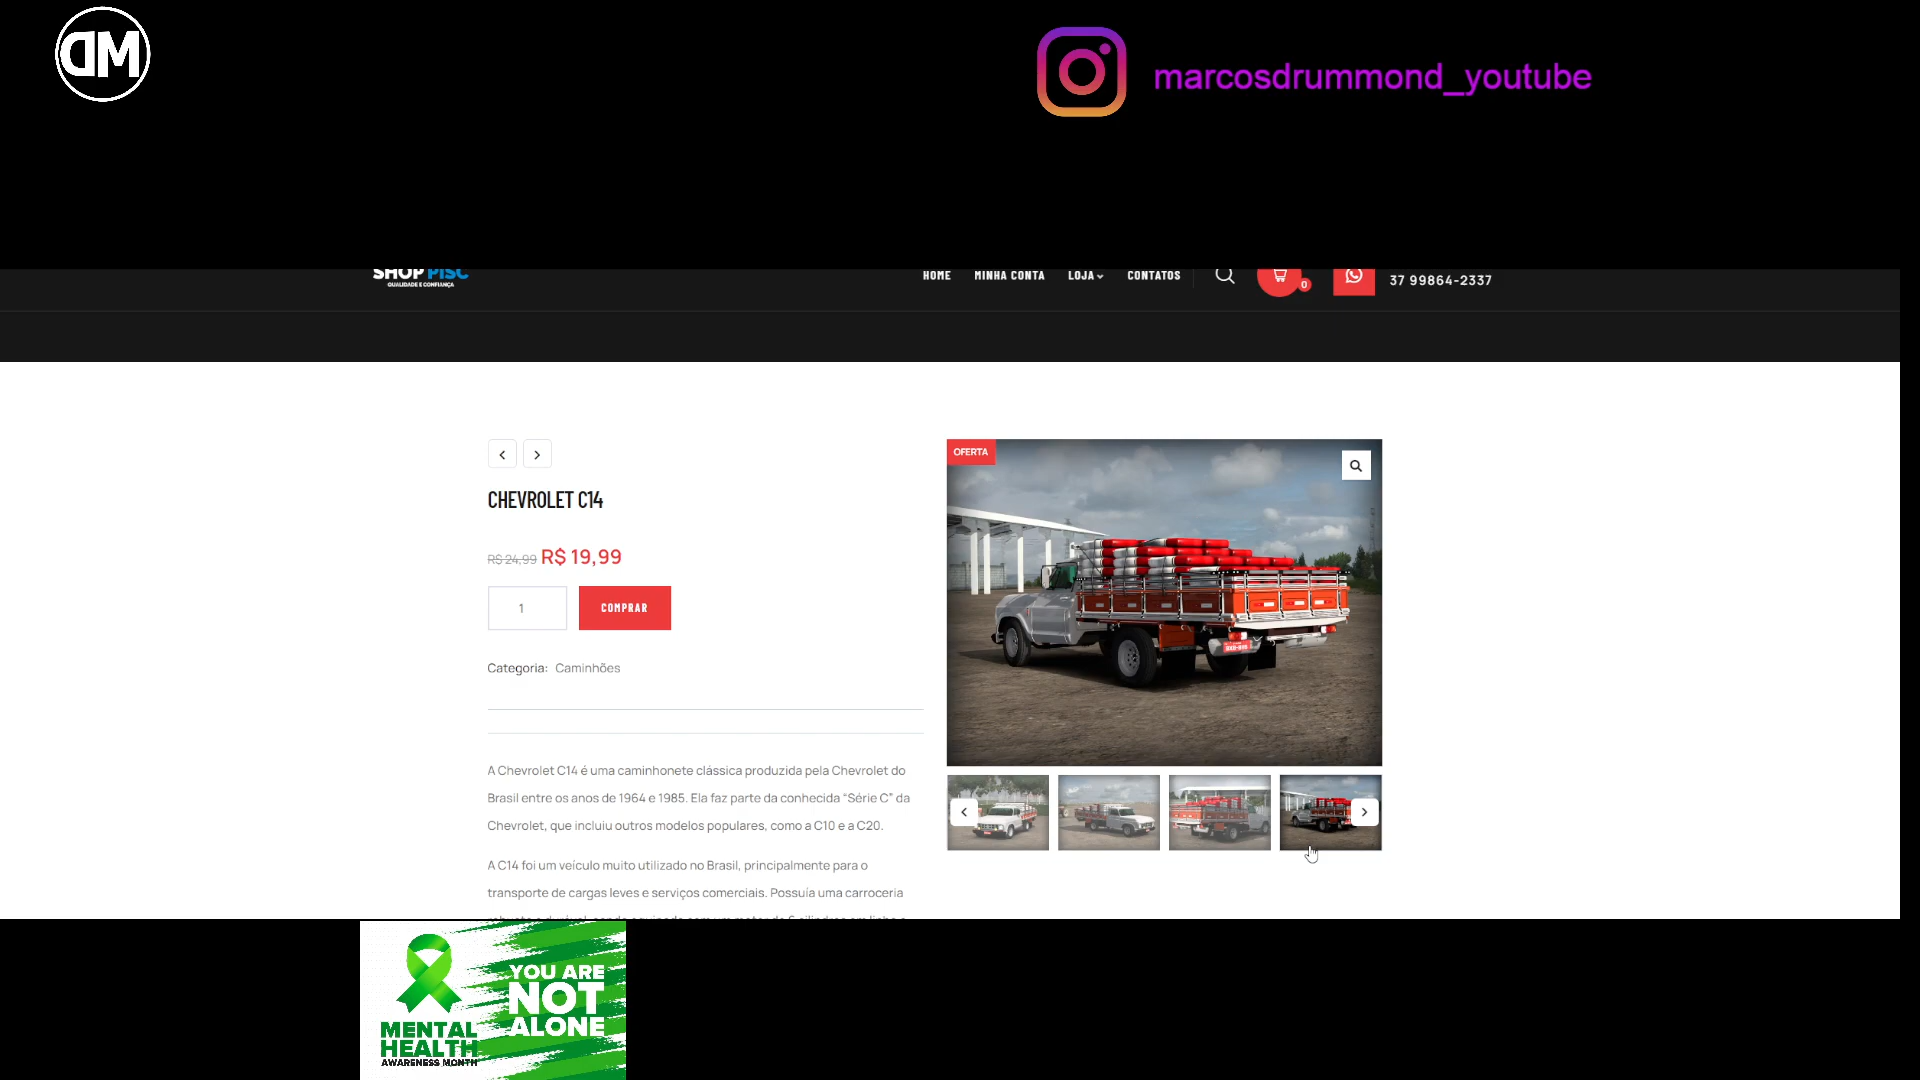 DM
marcosdrummond_youtube
SHOP PISC
QUALIDADE E CONFIANÇA
HOME MINHA CONTA LOJA CONTATOS
0
37 99864-2337
CHEVROLET C14
R$ 24,99 R$ 19,99
1
COMPRAR
Categoria: Caminhões
A Chevrolet C14 é uma caminhonete clássica produzida pela Chevrolet do
Brasil entre os anos de 1964 e 1985. Ela faz parte da conhecida “Série C” da
Chevrolet, que incluiu outros modelos populares, como a C10 e a C20.
A C14 foi um veículo muito utilizado no Brasil, principalmente para o
transporte de cargas leves e serviços comerciais. Possuía uma carroceria
OFERTA
MENTAL
HEALTH
AWARENESS MONTH
YOU ARE
NOT
ALONE